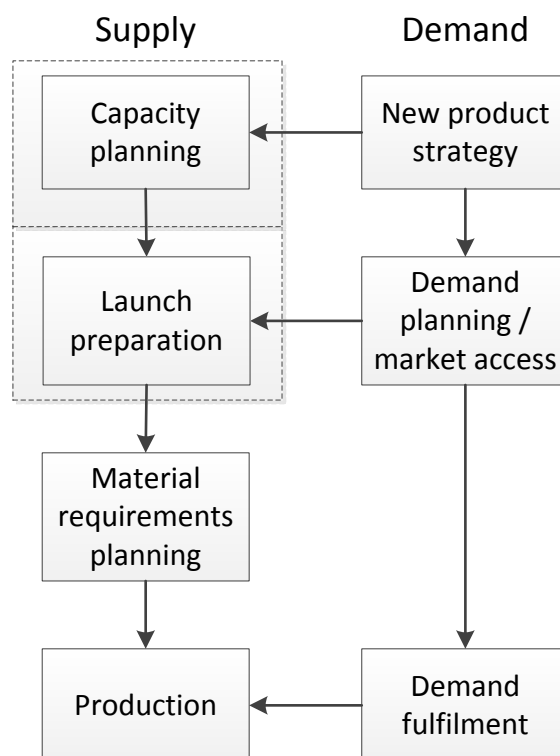 Supply
Demand
Capacity
planning
New product
strategy
Launch
preparation
Demand
planning /
market access
Material
requirements
planning
Production
Demand
fulfilment